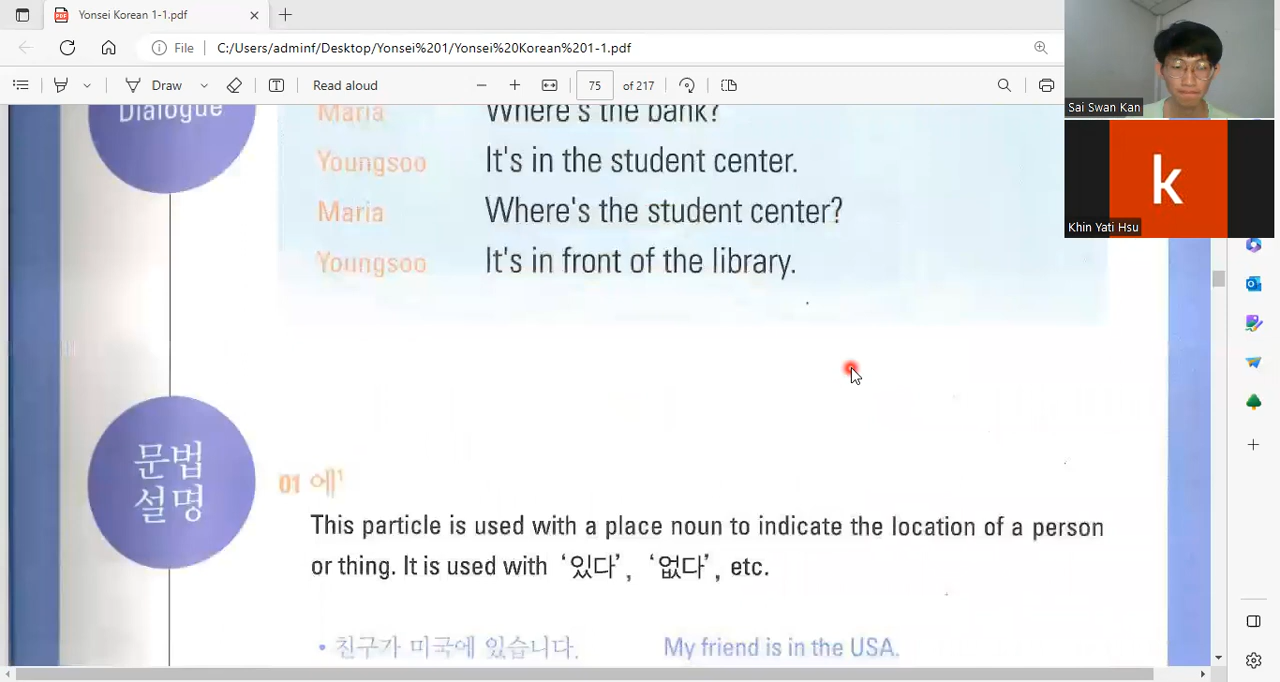 Yonsei Korean 1-1.pdf
File C:/Users/adminf/Desktop/Yonsei%201/Yonsei%20Korean%201-1.pdf
Draw Read aloud 75 of 217
Sai Swan Kan
k
Khin Yati Hsu
Dialogue
Maria Where's the bank?
Youngsoo It's in the student center.
Maria Where's the student center?
Youngsoo It's in front of the library.
문법
설명
01 에¹
This particle is used with a place noun to indicate the location of a person
or thing. It is used with ‘있다’, ‘없다’, etc.
• 친구가 미국에 있습니다. My friend is in the USA.